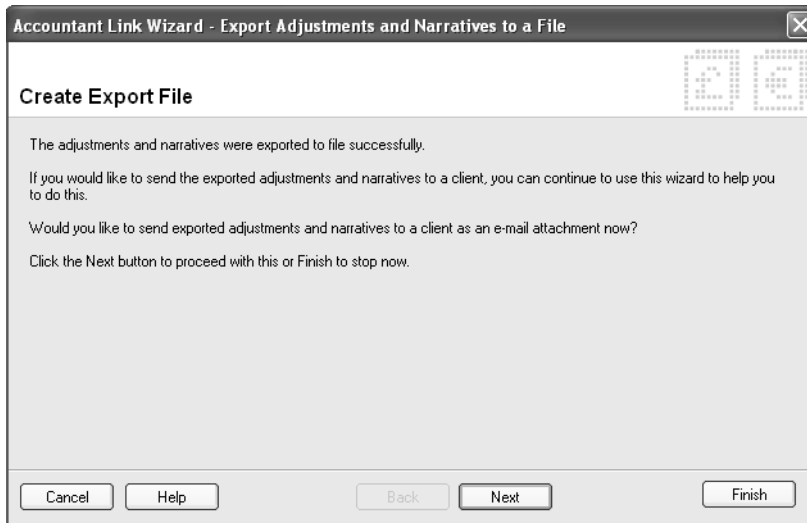 Accountant Link Wizard - Export Adjustments and Narratives to a File
Create Export File
The adjustments and narratives were exported to file successfully.
If you would like to send the exported adjustments and narratives to a client, you can continue to use this wizard to help you
to do this.
Would you like to send exported adjustments and narratives to a client as an e-mail attachment now?
Click the Next button to proceed with this or Finish to stop now.
Cancel Help Back Next Finish